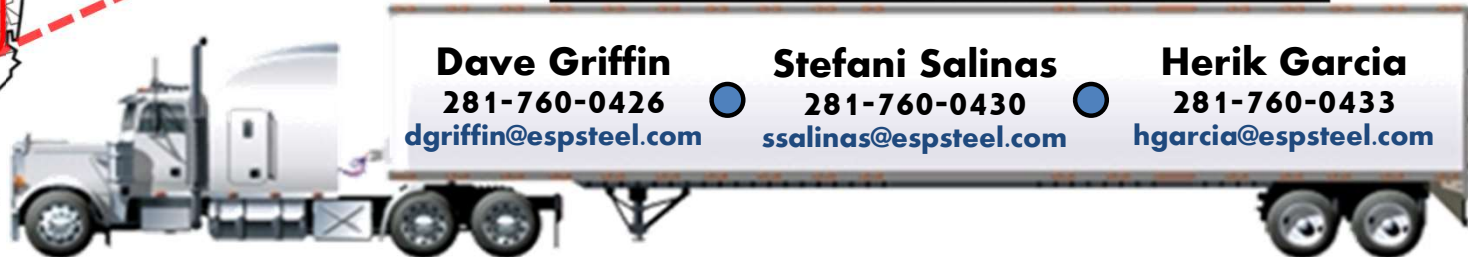 Dave Griffin
281-760-0426
dgriffin@espsteel.com
Stefani Salinas
281-760-0430
ssalinas@espsteel.com
Herik Garcia
281-760-0433
hgarcia@espsteel.com